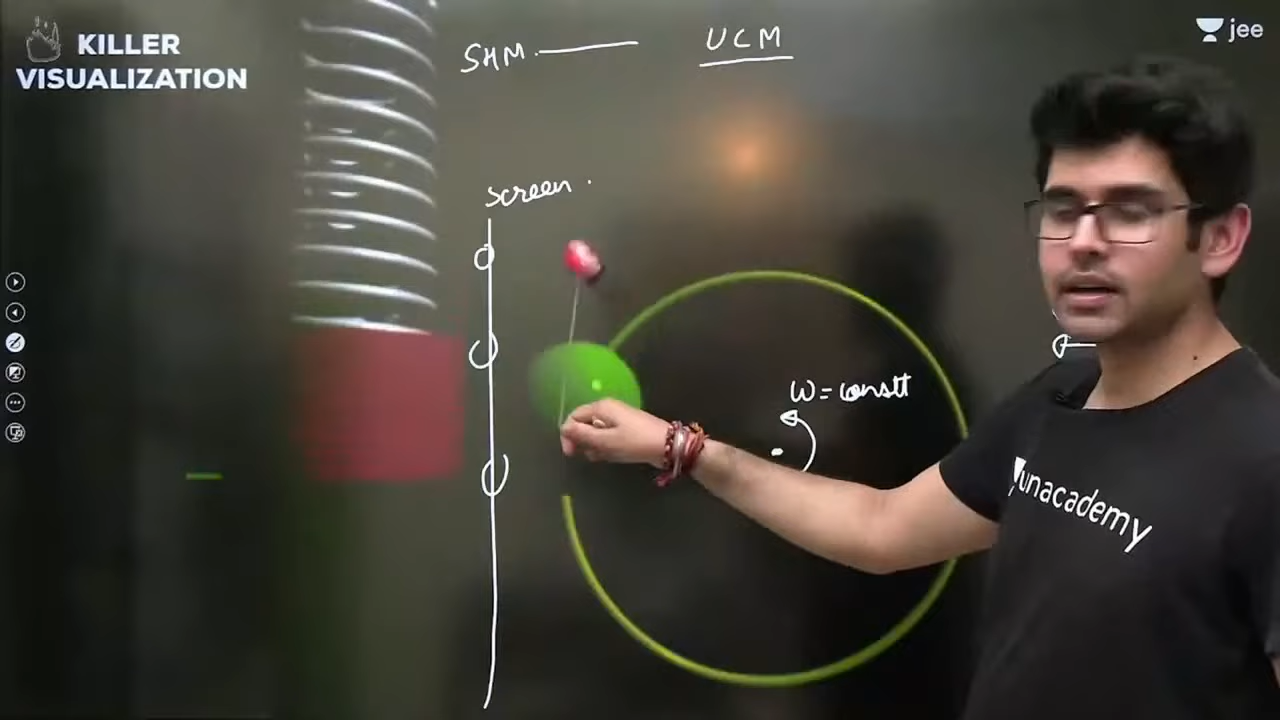 KILLER
VISUALIZATION
SHM. UCM
jee
screen.
W = constt
unacademy